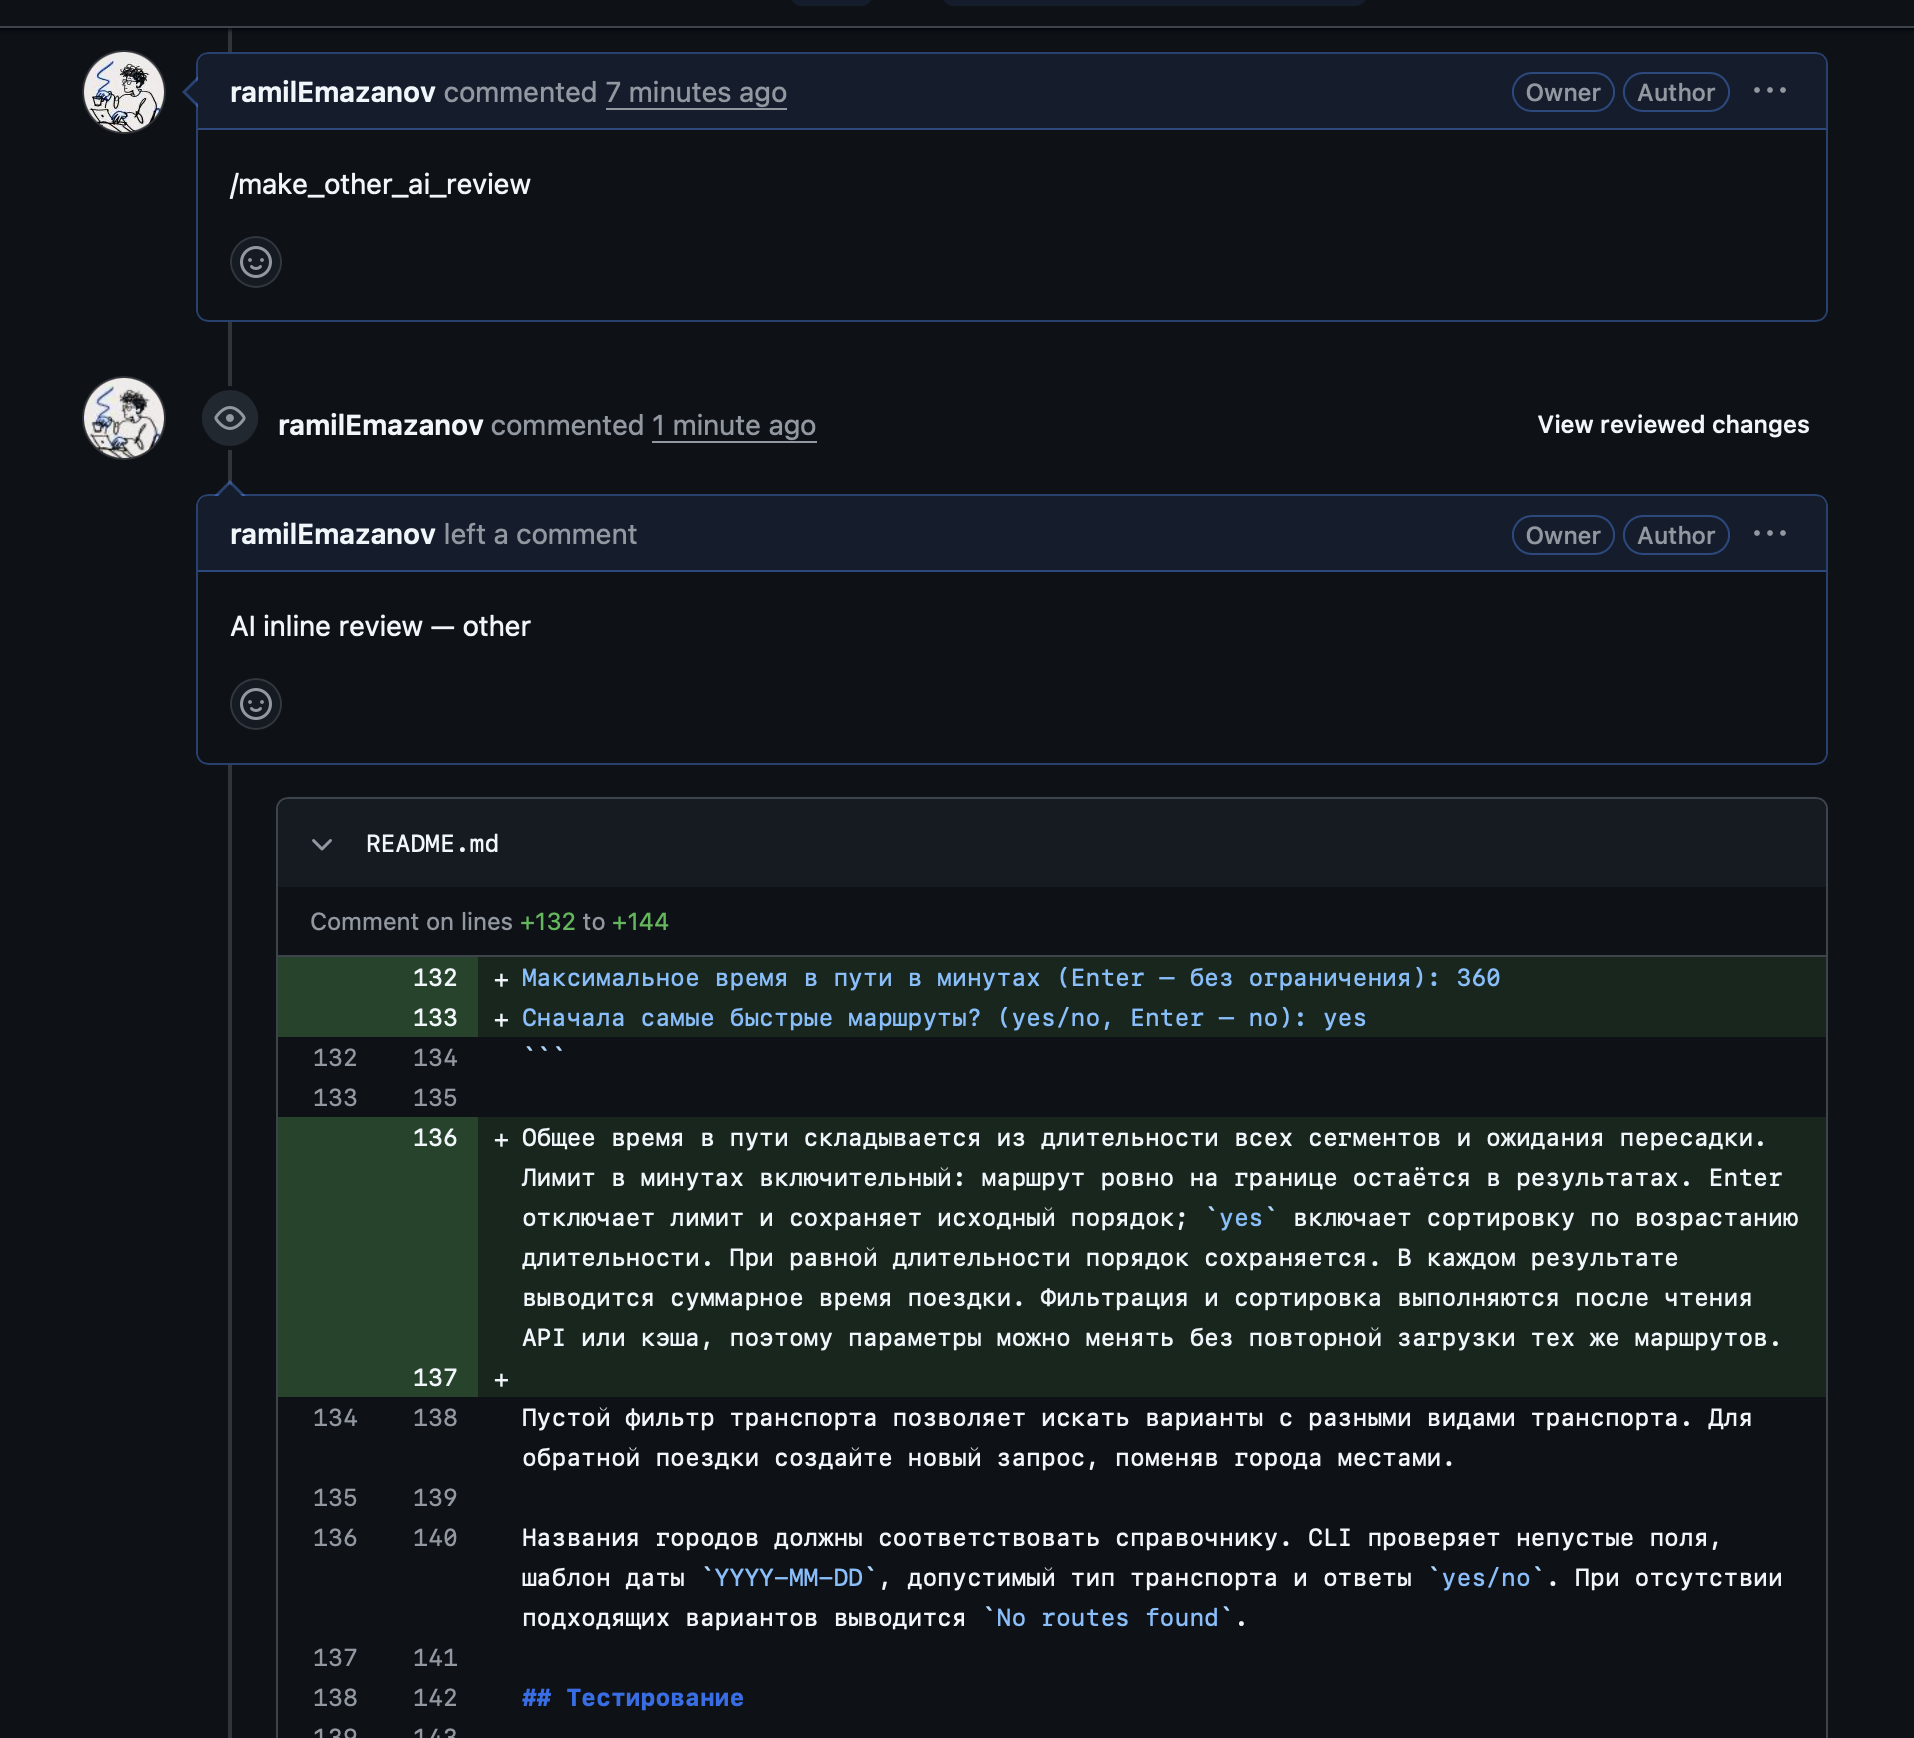 ramilEmazanov commented 7 minutes ago Owner Author
/make_other_ai_review
ramilEmazanov commented 1 minute ago View reviewed changes
ramilEmazanov left a comment Owner Author
AI inline review — other
README.md
Comment on lines +132 to +144
132 + Максимальное время в пути в минутах (Enter — без ограничения): 360
133 + Сначала самые быстрые маршруты? (yes/no, Enter — no): yes
132 134 ```
133 135
136 + Общее время в пути складывается из длительности всех сегментов и ожидания пересадки.
Лимит в минутах включительный: маршрут ровно на границе остаётся в результатах. Enter
отключает лимит и сохраняет исходный порядок; `yes` включает сортировку по возрастанию
длительности. При равной длительности порядок сохраняется. В каждом результате
выводится суммарное время поездки. Фильтрация и сортировка выполняются после чтения
API или кэша, поэтому параметры можно менять без повторной загрузки тех же маршрутов.
137 +
134 138 Пустой фильтр транспорта позволяет искать варианты с разными видами транспорта. Для
обратной поездки создайте новый запрос, поменяв города местами.
135 139
136 140 Названия городов должны соответствовать справочнику. CLI проверяет непустые поля,
шаблон даты `YYYY-MM-DD`, допустимый тип транспорта и ответы `yes/no`. При отсутствии
подходящих вариантов выводится `No routes found`.
137 141
138 142 ## Тестирование
139 143